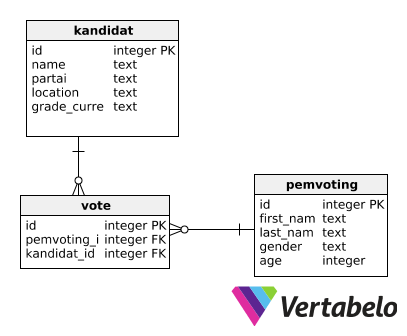 kandidat
id integer PK
name text
partai text
location text
grade_curre text
vote
id integer PK
pemvoting_i integer FK
kandidat_id integer FK
pemvoting
id integer PK
first_nam text
last_nam text
gender text
age integer
Vertabelo